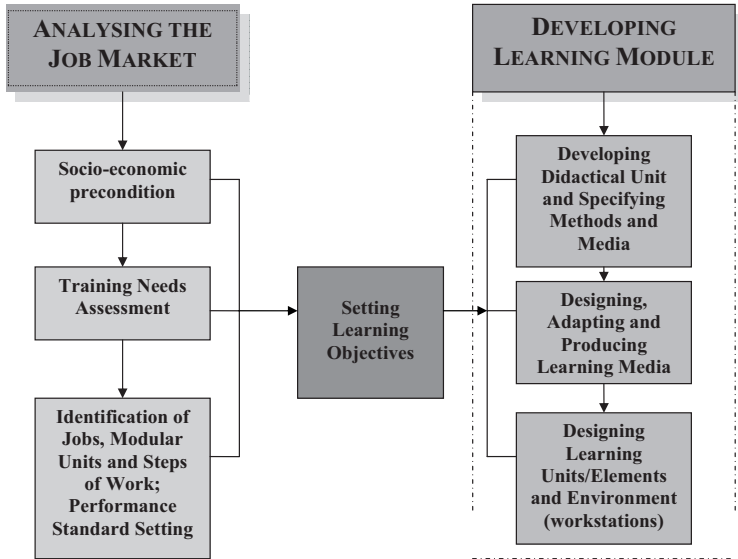 ANALYSING THE
JOB MARKET
Socio-economic
precondition
Training Needs
Assessment
Identification of
Jobs, Modular
Units and Steps
of Work;
Performance
Standard Setting
Setting
Learning
Objectives
DEVELOPING
LEARNING MODULE
Developing
Didactical Unit
and Specifying
Methods and
Media
Designing,
Adapting and
Producing
Learning Media
Designing
Learning
Units/Elements
and Environment
(workstations)